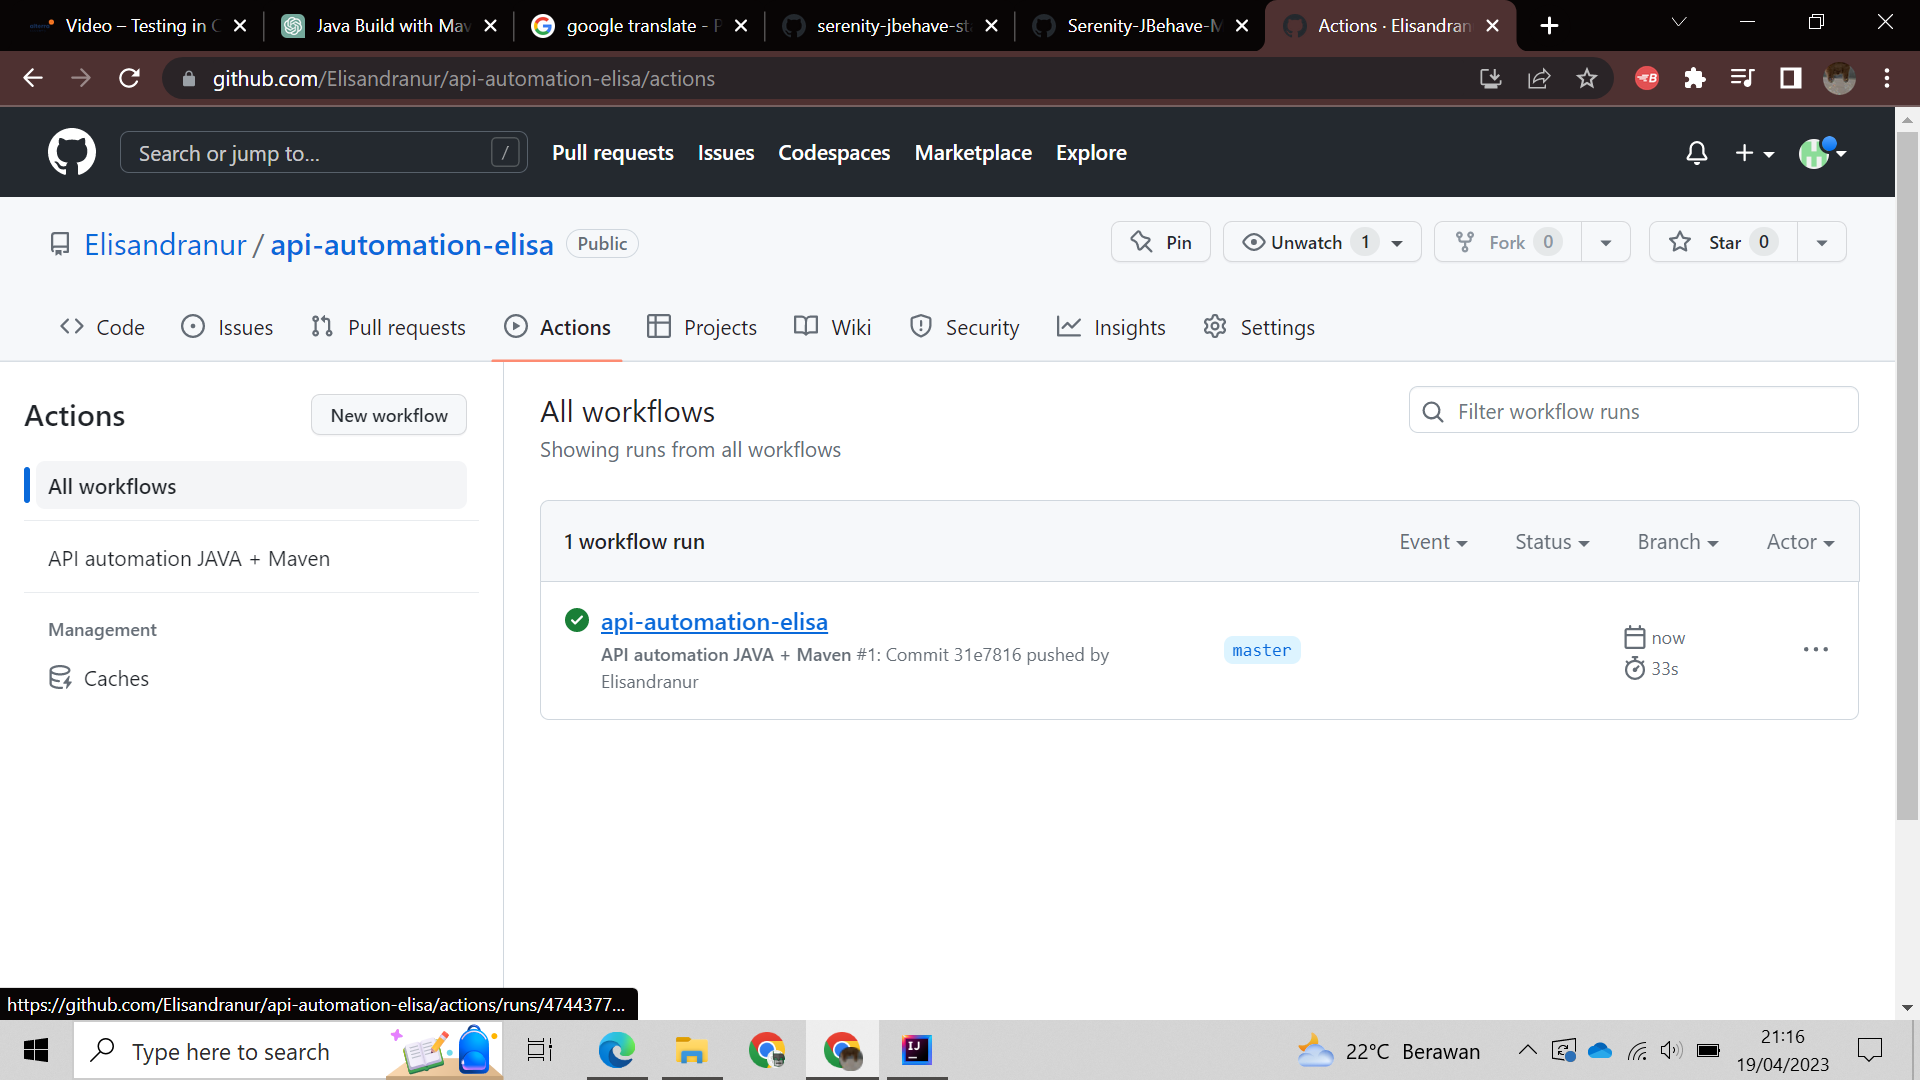 Video – Testing in C
Java Build with Mav
google translate - P
serenity-jbehave-sta
Serenity-JBehave-M
Actions · Elisandran
github.com/Elisandranur/api-automation-elisa/actions
Search or jump to...
/
Pull requests
Issues
Codespaces
Marketplace
Explore
Elisandranur / api-automation-elisa
Public
Pin
Unwatch 1
Fork 0
Star 0
Code
Issues
Pull requests
Actions
Projects
Wiki
Security
Insights
Settings
Actions
New workflow
All workflows
API automation JAVA + Maven
Management
Caches
All workflows
Showing runs from all workflows
Filter workflow runs
1 workflow run
Event
Status
Branch
Actor
api-automation-elisa
API automation JAVA + Maven #1: Commit 31e7816 pushed by
Elisandranur
master
now
33s
https://github.com/Elisandranur/api-automation-elisa/actions/runs/4744377...
Type here to search
IJ
22°C Berawan
21:16
19/04/2023